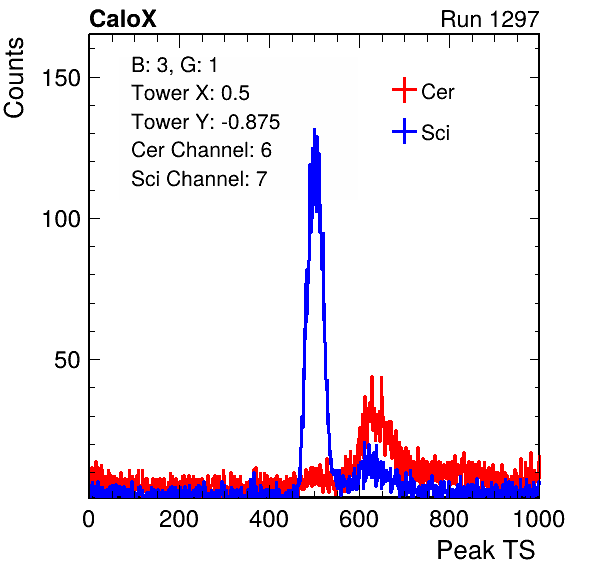 CaloX Run 1297
Counts
B: 3, G: 1
Tower X: 0.5
Tower Y: -0.875
Cer Channel: 6
Sci Channel: 7
Cer
Sci
150
100
50
0 200 400 600 800 1000
Peak TS